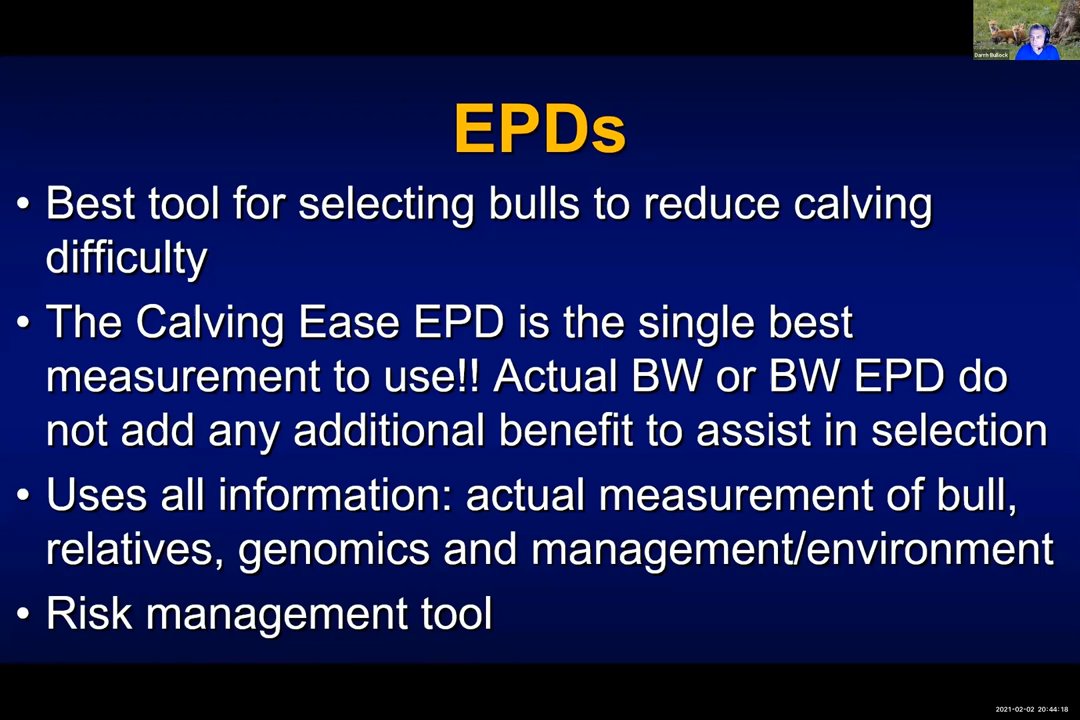 Darrh Bullock
EPDs
• Best tool for selecting bulls to reduce calving
difficulty
• The Calving Ease EPD is the single best
measurement to use!! Actual BW or BW EPD do
not add any additional benefit to assist in selection
• Uses all information: actual measurement of bull,
relatives, genomics and management/environment
• Risk management tool
2021-02-02 20:44:18